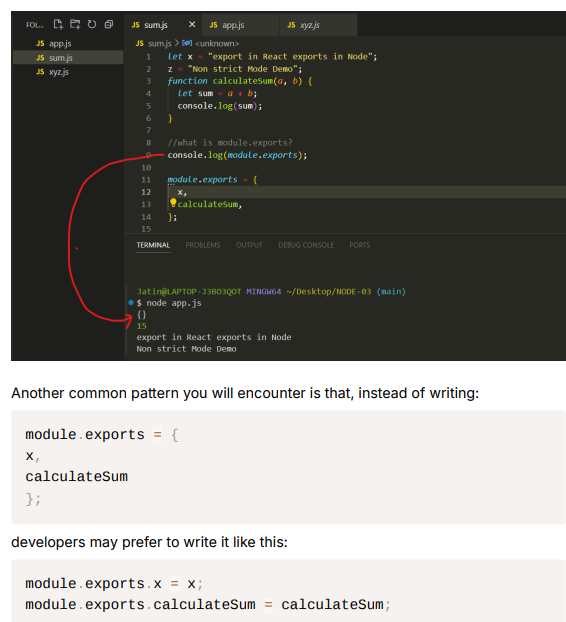 FOL...
JS sum.js ×
JS app.js
JS xyz.js
JS app.js
JS sum.js
JS xyz.js
JS sum.js > <unknown>
1 let x = "export in React exports in Node";
2 z = "Non strict Mode Demo";
3 function calculateSum(a, b) {
4 let sum = a + b;
5 console.log(sum);
6 }
7
8 //what is module.exports?
9 console.log(module.exports);
10
11 module.exports = {
12 x,
13 calculateSum,
14 };
15
TERMINAL PROBLEMS OUTPUT DEBUG CONSOLE PORTS
Jatin@LAPTOP-J3BO3QOT MINGW64 ~/Desktop/NODE-03 (main)
$ node app.js
{}
15
export in React exports in Node
Non strict Mode Demo
Another common pattern you will encounter is that, instead of writing:
module.exports = {
x,
calculateSum
};
developers may prefer to write it like this:
module.exports.x = x;
module.exports.calculateSum = calculateSum;